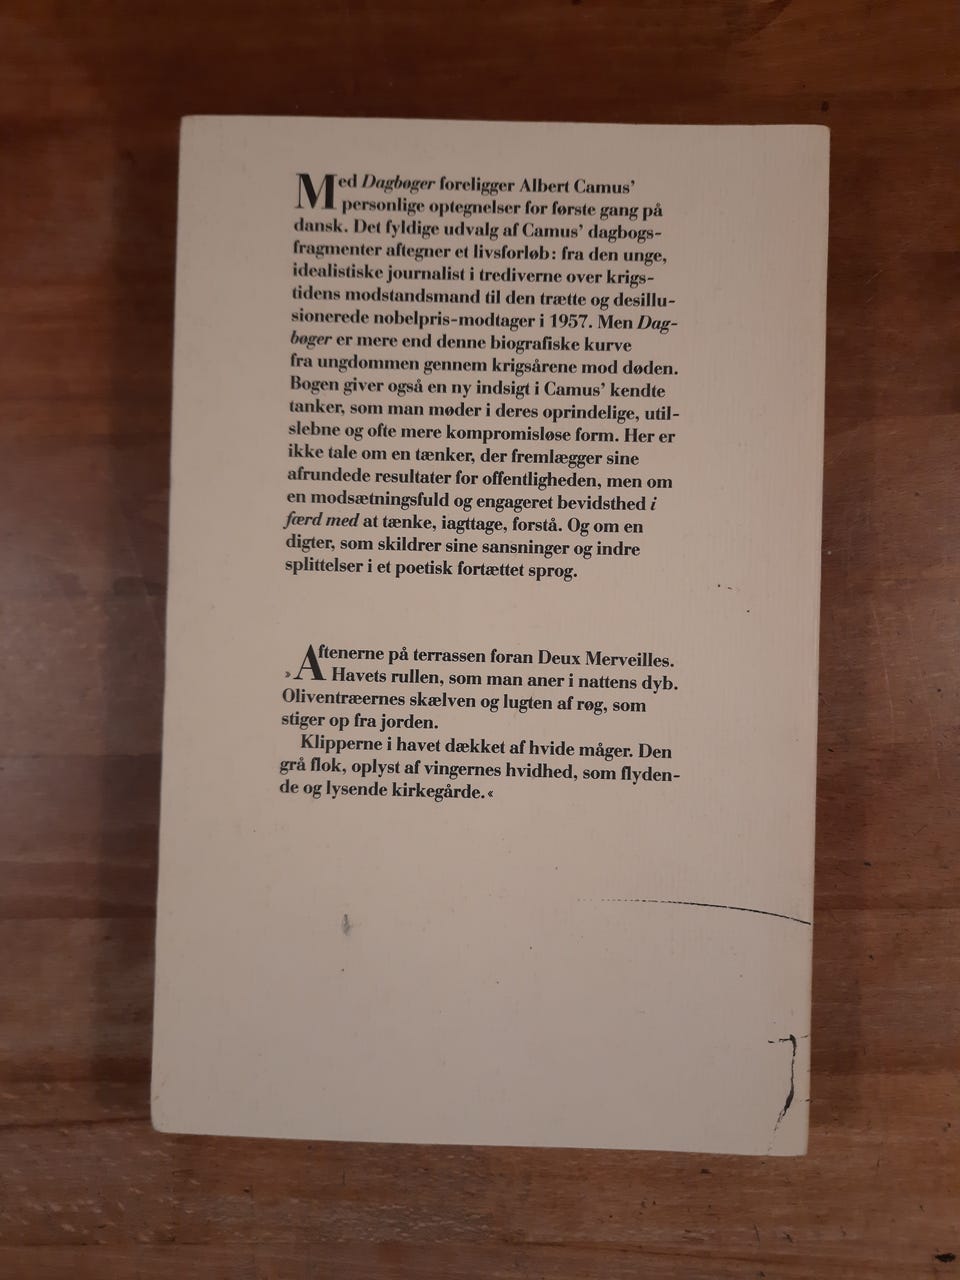 Med Dagbøger foreligger Albert Camus'
personlige optegnelser for første gang på
dansk. Det fyldige udvalg af Camus' dagbogs-
fragmenter aftegner et livsforløb: fra den unge,
idealistiske journalist i trediverne over krigs-
tidens modstandsmand til den trætte og desillu-
sionerede nobelpris-modtager i 1957. Men Dag-
bøger er mere end denne biografiske kurve
fra ungdommen gennem krigsårene mod døden.
Bogen giver også en ny indsigt i Camus' kendte
tanker, som man møder i deres oprindelige, util-
slebne og ofte mere kompromisløse form. Her er
ikke tale om en tænker, der fremlægger sine
afrundede resultater for offentligheden, men om
en modsætningsfuld og engageret bevidsthed i
færd med at tænke, iagttage, forstå. Og om en
digter, som skildrer sine sansninger og indre
splittelser i et poetisk fortættet sprog.
»Aftenerne på terrassen foran Deux Merveilles.
Havets rullen, som man aner i nattens dyb.
Oliventræernes skælven og lugten af røg, som
stiger op fra jorden.
Klipperne i havet dækket af hvide måger. Den
grå flok, oplyst af vingernes hvidhed, som flyden-
de og lysende kirkegårde.«